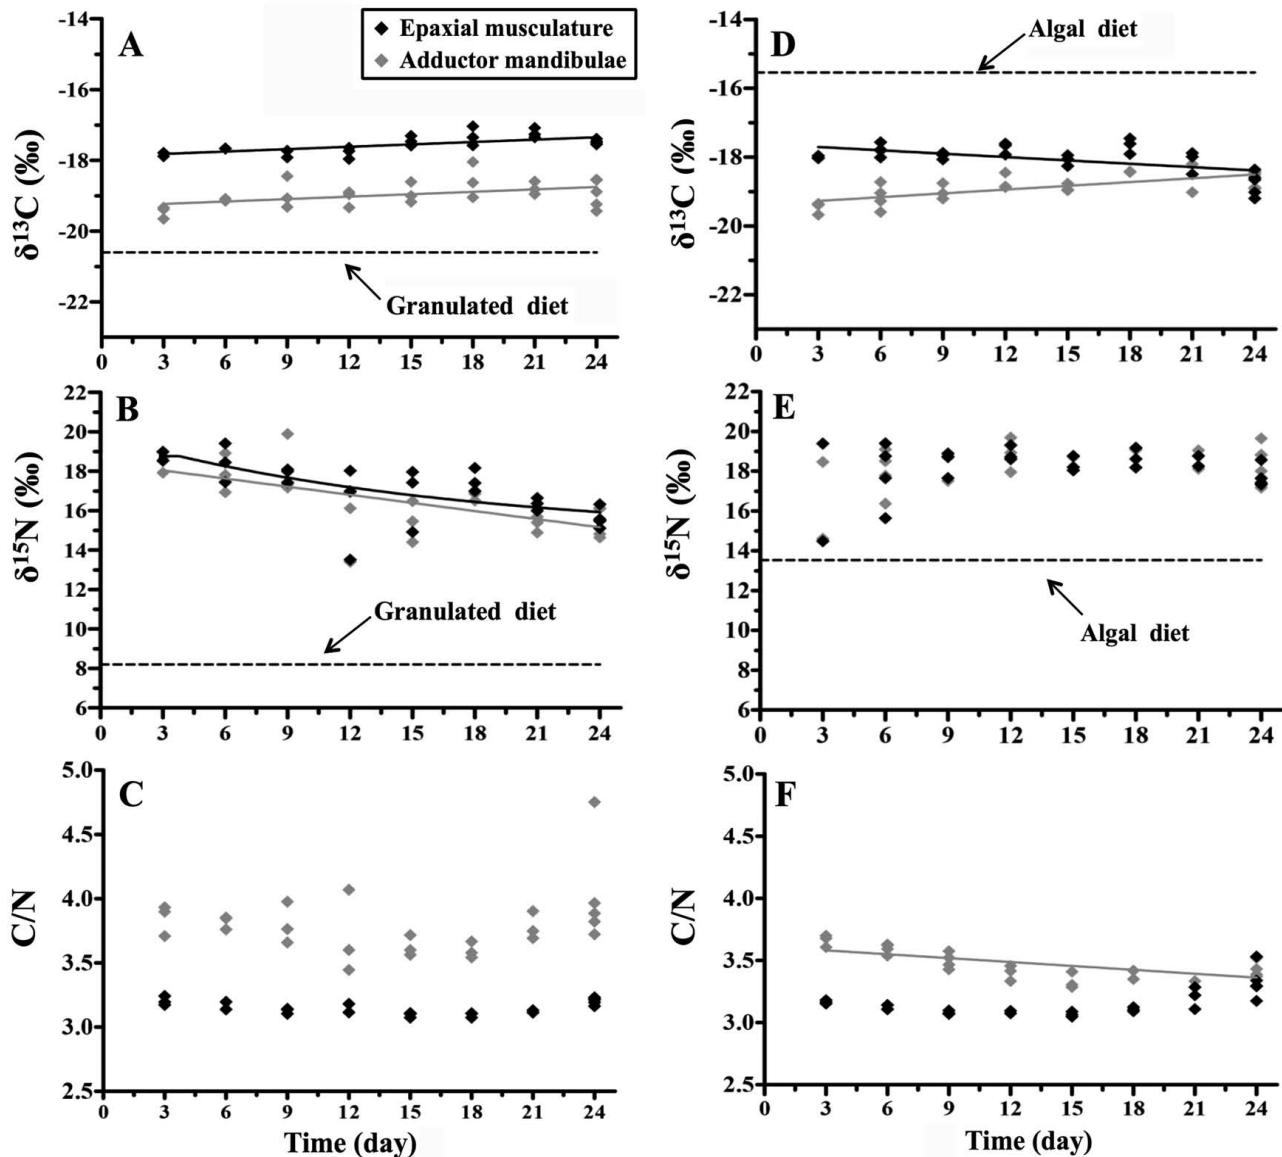 A
Epaxial musculature
Adductor mandibulae
-14
-16
-18
-20
-22
δ¹³C (‰)
Granulated diet
0 3 6 9 12 15 18 21 24
D
Algal diet
-14
-16
-18
-20
-22
δ¹³C (‰)
0 3 6 9 12 15 18 21 24
B
22
20
18
16
14
12
10
8
6
δ¹⁵N (‰)
Granulated diet
0 3 6 9 12 15 18 21 24
E
22
20
18
16
14
12
10
8
6
δ¹⁵N (‰)
Algal diet
0 3 6 9 12 15 18 21 24
C
5.0
4.5
4.0
3.5
3.0
2.5
C/N
0 3 6 9 12 15 18 21 24
Time (day)
F
5.0
4.5
4.0
3.5
3.0
2.5
C/N
0 3 6 9 12 15 18 21 24
Time (day)